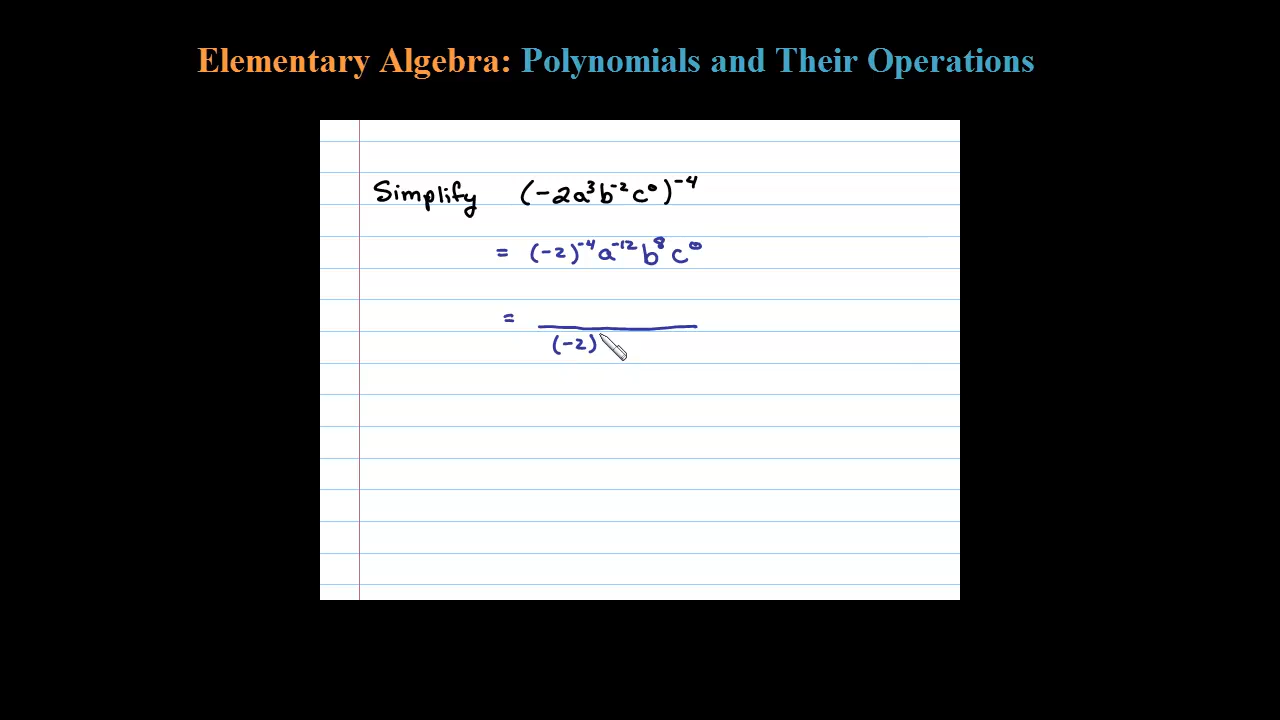 Elementary Algebra: Polynomials and Their Operations
Simplify (-2a³b⁻²c⁰)⁻⁴
= (-2)⁻⁴a⁻¹²b⁸c⁰
= /(-2)